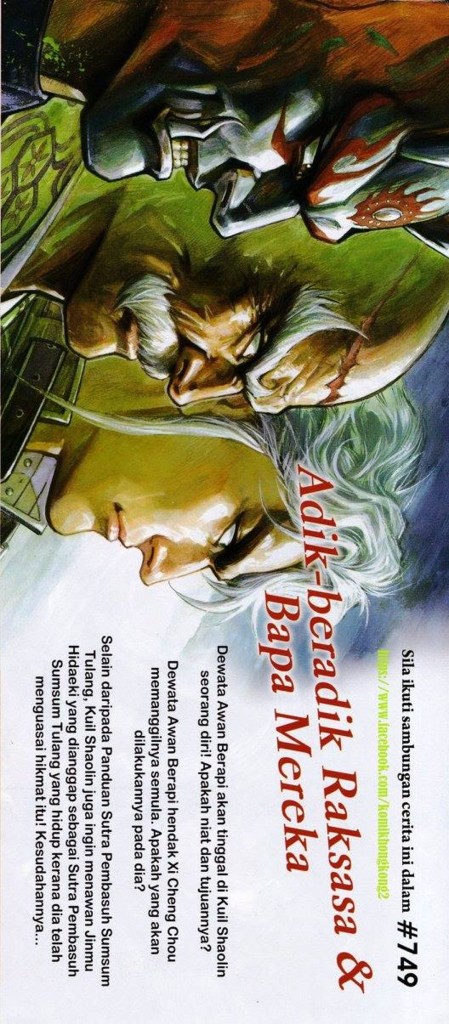 Sila ikuti sambungan cerita ini dalam #749
https://www.facebook.com/komikhongkong2
Adik-beradik Raksasa &
Bapa Mereka
Dewata Awan Berapi akan tinggal di Kuil Shaolin
seorang diri! Apakah niat dan tujuannya?
Dewata Awan Berapi hendak Xi Cheng Chou
memanggilnya semula. Apakah yang akan
dilakukannya pada dia?
Selain daripada Panduan Sutra Pembasuh Sumsum
Tulang, Kuil Shaolin juga ingin menawan Jinmu
Hidaeki yang dianggap sebagai Sutra Pembasuh
Sumsum Tulang yang hidup kerana dia telah
menguasai hikmat itu! Kesudahannya...